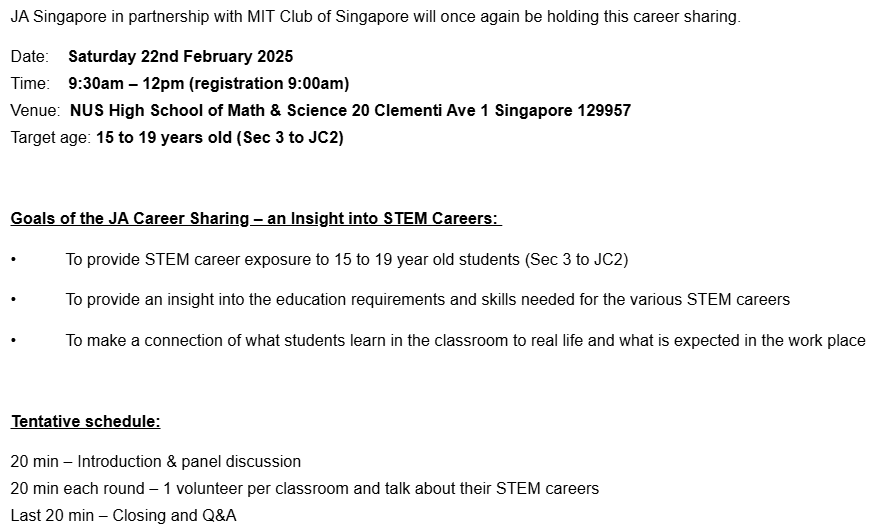 JA Singapore in partnership with MIT Club of Singapore will once again be holding this career sharing.
Date: Saturday 22nd February 2025
Time: 9:30am – 12pm (registration 9:00am)
Venue: NUS High School of Math & Science 20 Clementi Ave 1 Singapore 129957
Target age: 15 to 19 years old (Sec 3 to JC2)
Goals of the JA Career Sharing – an Insight into STEM Careers:
• To provide STEM career exposure to 15 to 19 year old students (Sec 3 to JC2)
• To provide an insight into the education requirements and skills needed for the various STEM careers
• To make a connection of what students learn in the classroom to real life and what is expected in the work place
Tentative schedule:
20 min – Introduction & panel discussion
20 min each round – 1 volunteer per classroom and talk about their STEM careers
Last 20 min – Closing and Q&A